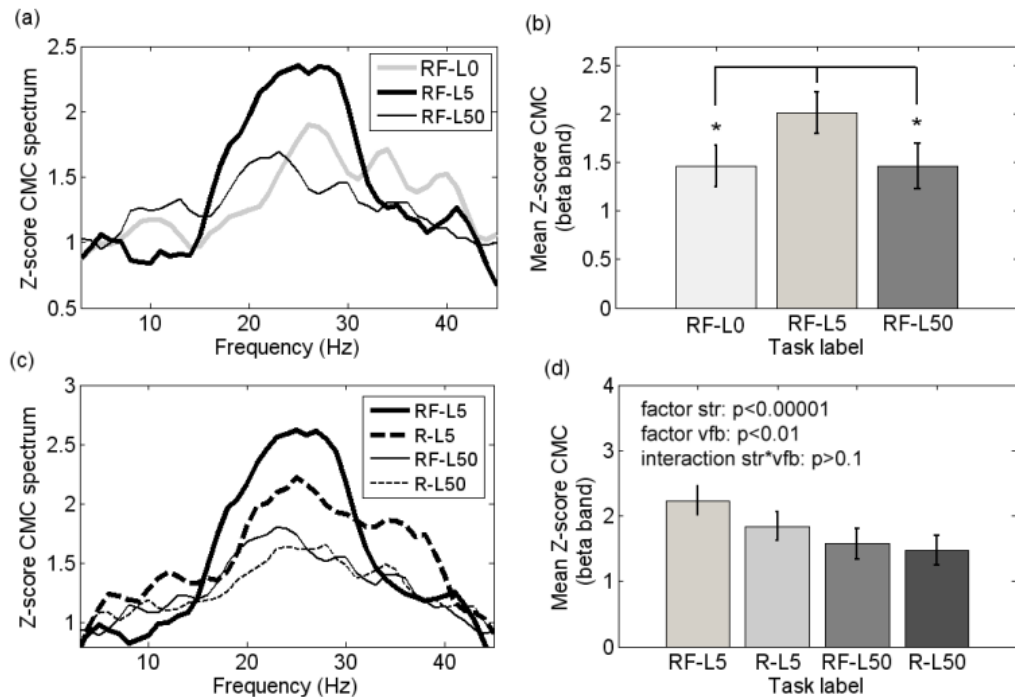 (a)
2.5
2
1.5
1
0.5
10 20 30 40
Z-score CMC spectrum
Frequency (Hz)
RF-L0
RF-L5
RF-L50
(b)
2.5
2
1.5
1
0.5
0
Mean Z-score CMC
(beta band)
* *
RF-L0 RF-L5 RF-L50
Task label
(c)
3
2.5
2
1.5
1
10 20 30 40
Z-score CMC spectrum
Frequency (Hz)
RF-L5
R-L5
RF-L50
R-L50
(d)
4
3
2
1
0
Mean Z-score CMC
(beta band)
factor str: p<0.00001
factor vfb: p<0.01
interaction str*vfb: p>0.1
RF-L5 R-L5 RF-L50 R-L50
Task label